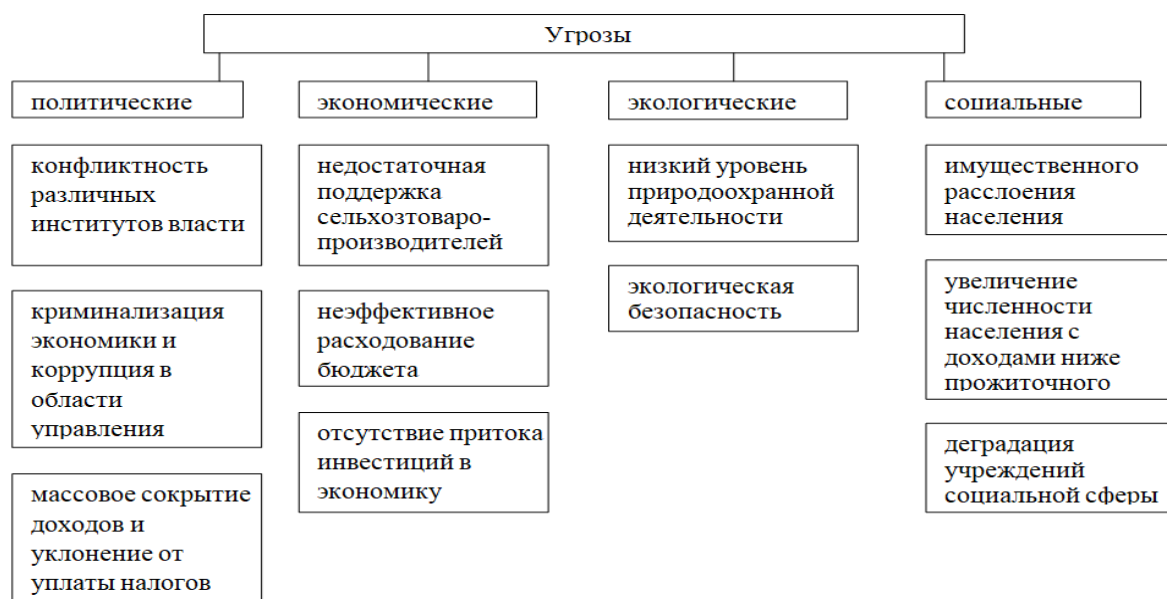 Угрозы
политические
экономические
экологические
социальные
конфликтность
различных
институтов власти
криминализация
экономики и
коррупция в
области
управления
массовое сокрытие
доходов и
уклонение от
уплаты налогов
недостаточная
поддержка
сельхозтоваро-
производителей
неэффективное
расходование
бюджета
отсутствие притока
инвестиций в
экономику
низкий уровень
природоохранной
деятельности
экологическая
безопасность
имущественного
расслоения
населения
увеличение
численности
населения с
доходами ниже
прожиточного
деградация
учреждений
социальной сферы